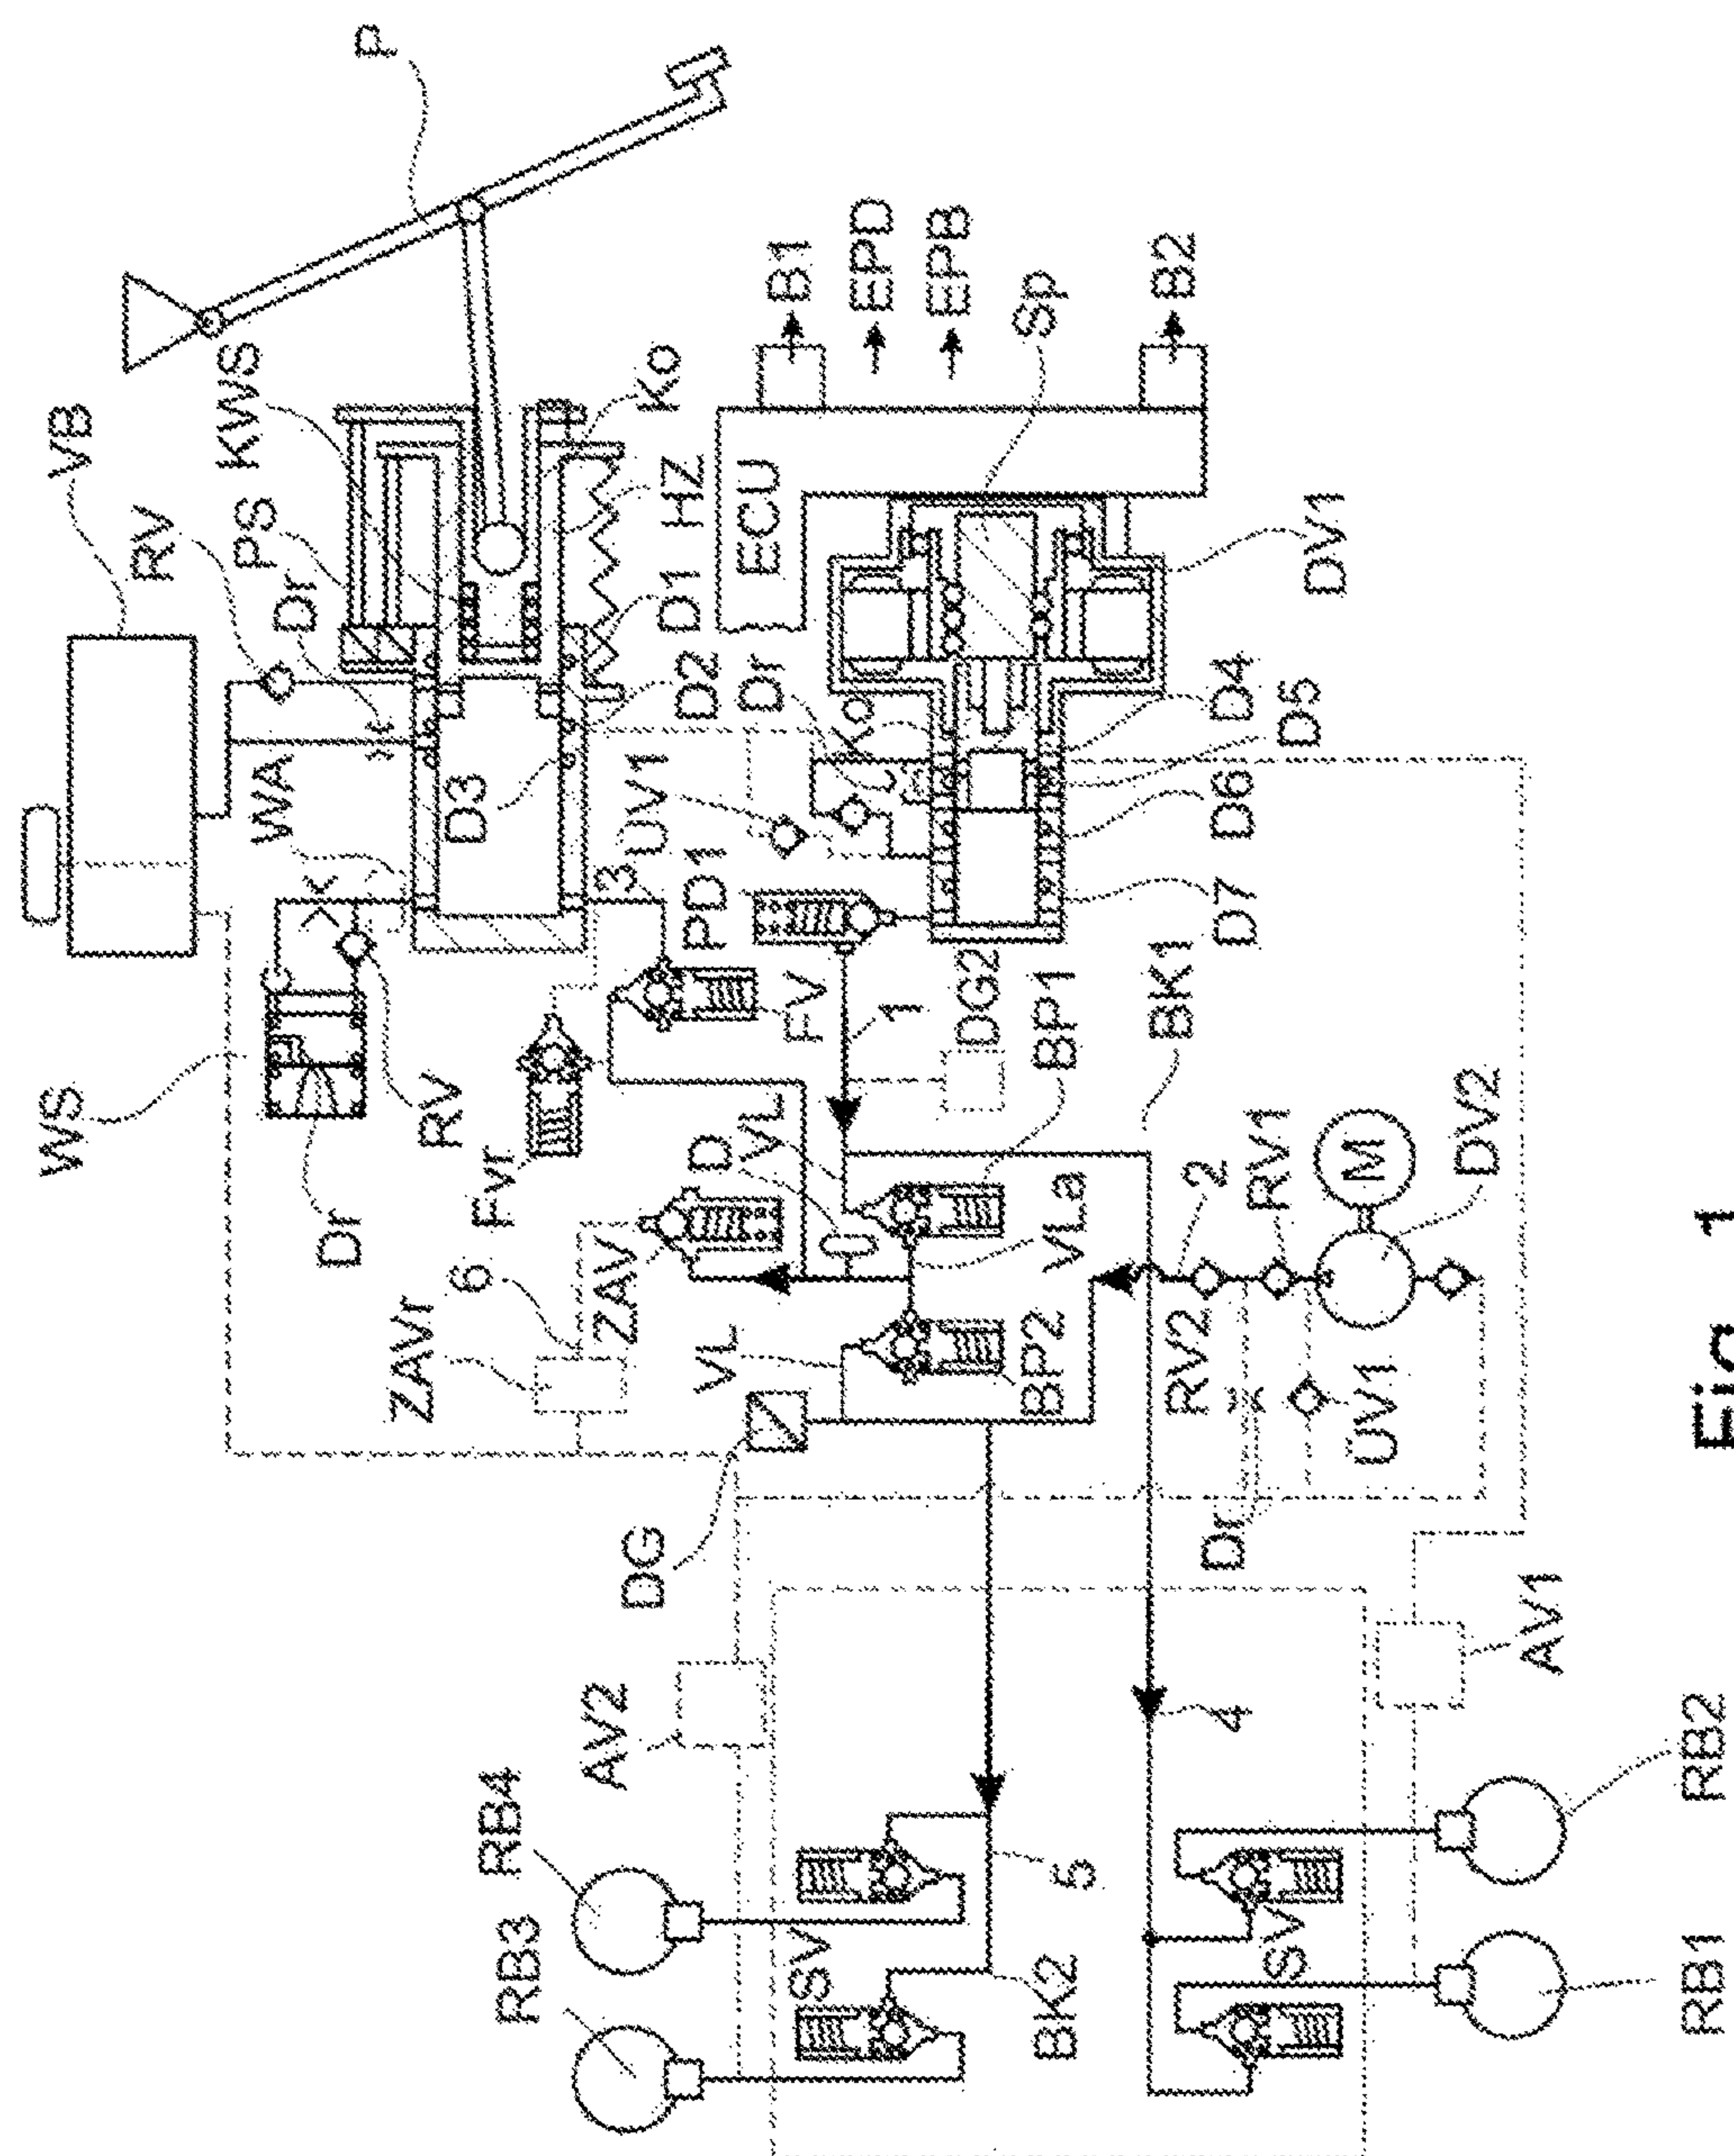 P
VB
RV
KWS
PS
Dr
Ko
HZ
D1
D2
D3
WA
B1
EPD
EPB
B2
Sp
ECU
DV1
Dr
Ko
D4
D5
D6
D7
ÜV1
3
PD1
FV
1
DG2
BP1
BK1
WS
Dr
RV
Fvr
D
VL
VLa
2
RV1
M
DV2
6
ZAVr
ZAV
VL
BP2
RV2
ÜV1
DG
Dr
AV2
AV1
4
5
RB4
RB3
SV
BK2
SV
RB2
RB1
Fig. 1